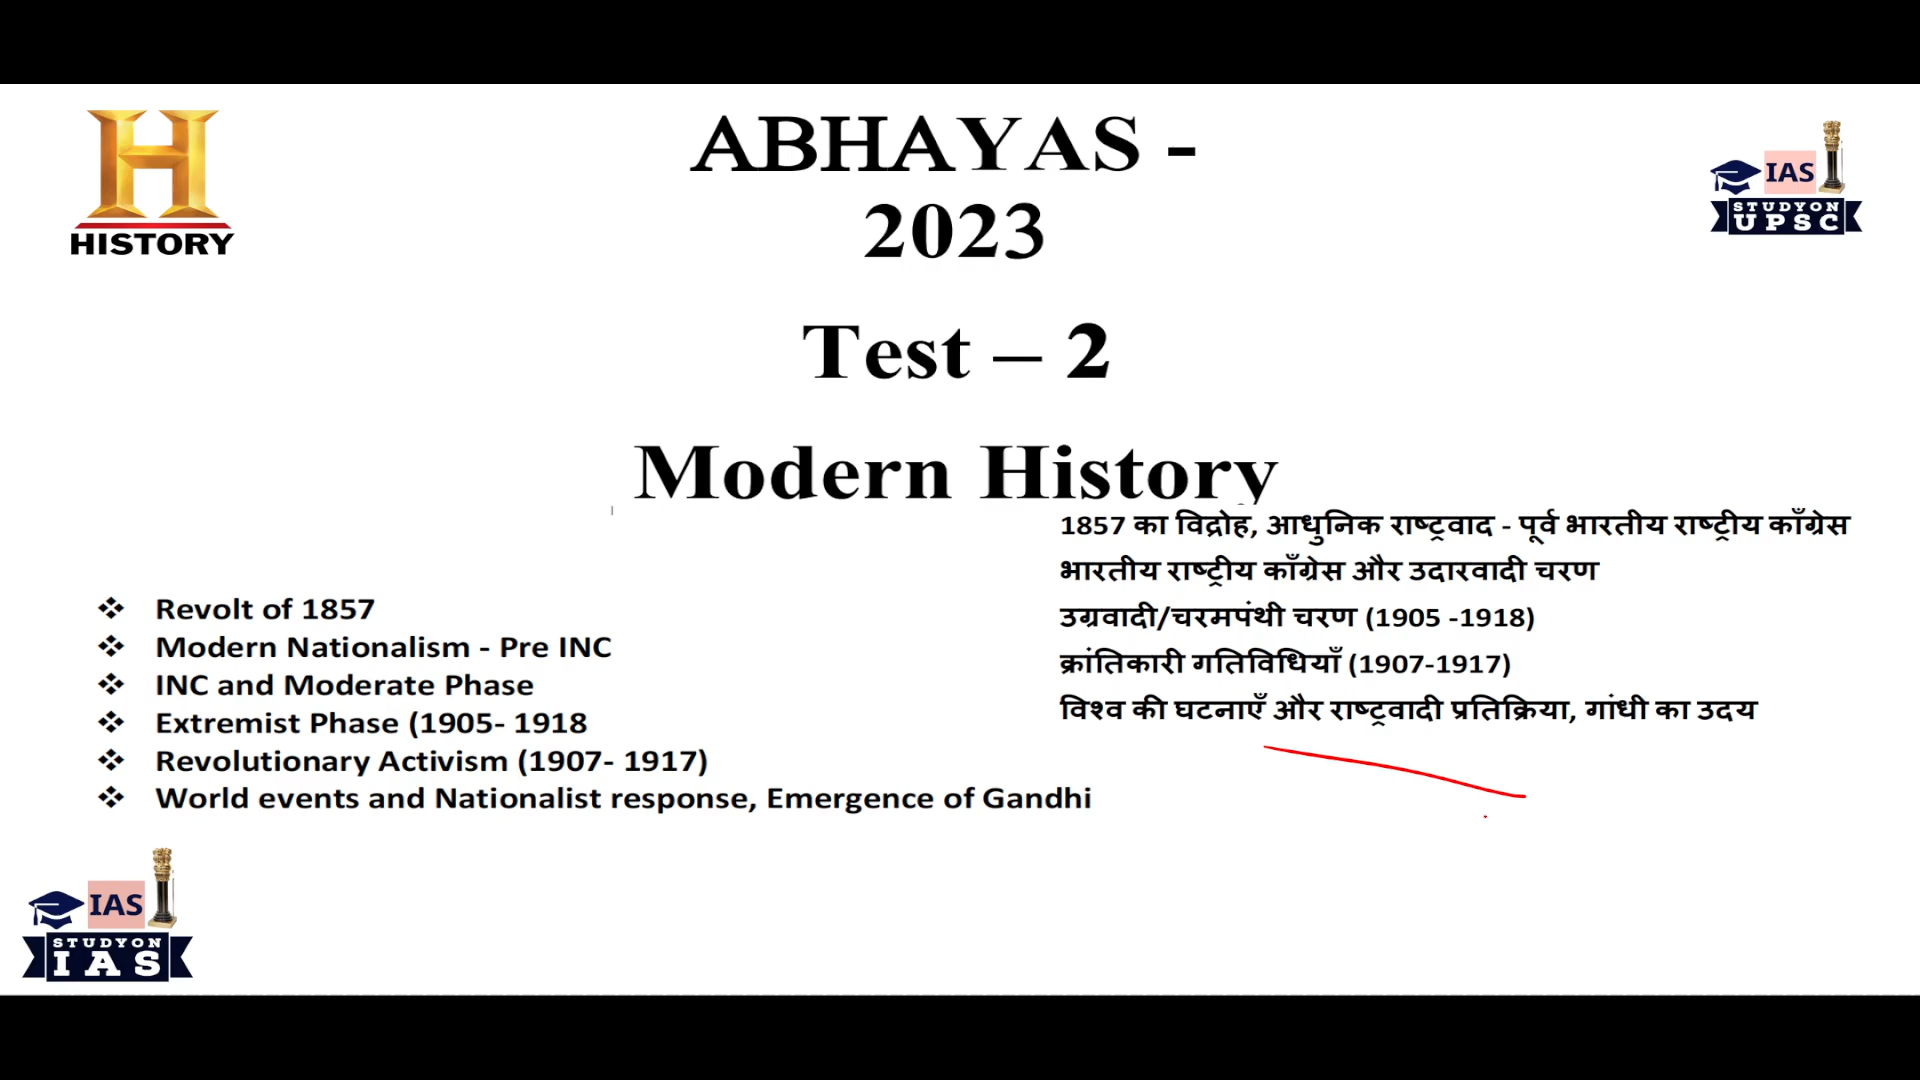 HISTORY
ABHAYAS -
2023
IAS
STUDYON
UPSC
Test – 2
Modern History
1857 का विद्रोह, आधुनिक राष्ट्रवाद - पूर्व भारतीय राष्ट्रीय काँग्रेस
भारतीय राष्ट्रीय काँग्रेस और उदारवादी चरण
उग्रवादी/चरमपंथी चरण (1905 -1918)
क्रांतिकारी गतिविधियाँ (1907-1917)
विश्व की घटनाएँ और राष्ट्रवादी प्रतिक्रिया, गांधी का उदय
❖ Revolt of 1857
❖ Modern Nationalism - Pre INC
❖ INC and Moderate Phase
❖ Extremist Phase (1905- 1918
❖ Revolutionary Activism (1907- 1917)
❖ World events and Nationalist response, Emergence of Gandhi
IAS
STUDYON
IAS